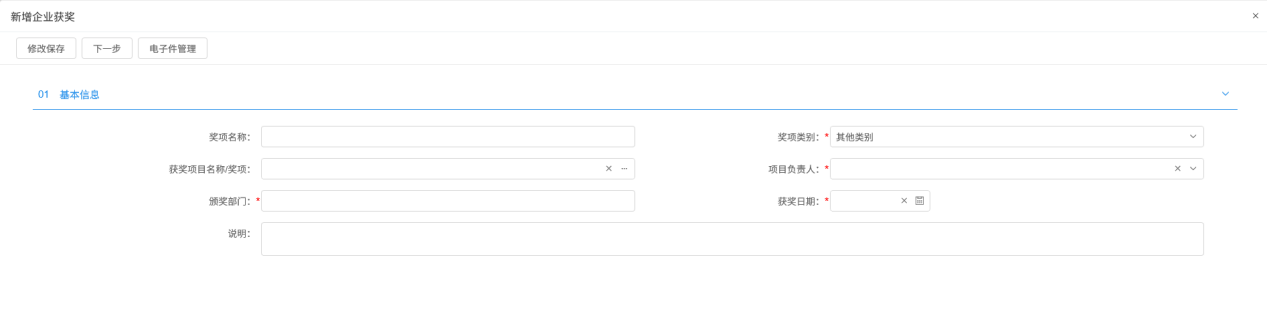 新增企业获奖
修改保存 下一步 电子件管理
01 基本信息
奖项名称: 奖项类别:* 其他类别
获奖项目名称/奖项: 项目负责人:*
颁奖部门:* 获奖日期:*
说明: